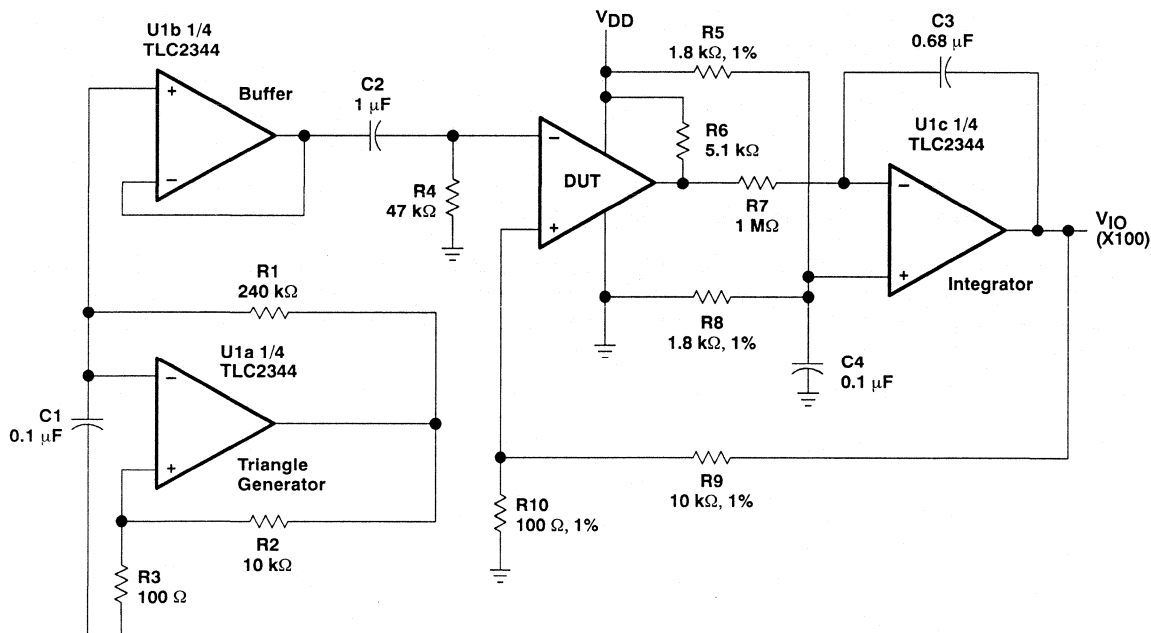 U1b 1/4
TLC2344
Buffer
+
−
C2
1 μF
R4
47 kΩ
VDD
R5
1.8 kΩ, 1%
R6
5.1 kΩ
−
DUT
+
R7
1 MΩ
R8
1.8 kΩ, 1%
C3
0.68 μF
U1c 1/4
TLC2344
−
+
Integrator
VIO
(X100)
C4
0.1 μF
R1
240 kΩ
U1a 1/4
TLC2344
−
+
C1
0.1 μF
Triangle
Generator
R2
10 kΩ
R3
100 Ω
R9
10 kΩ, 1%
R10
100 Ω, 1%